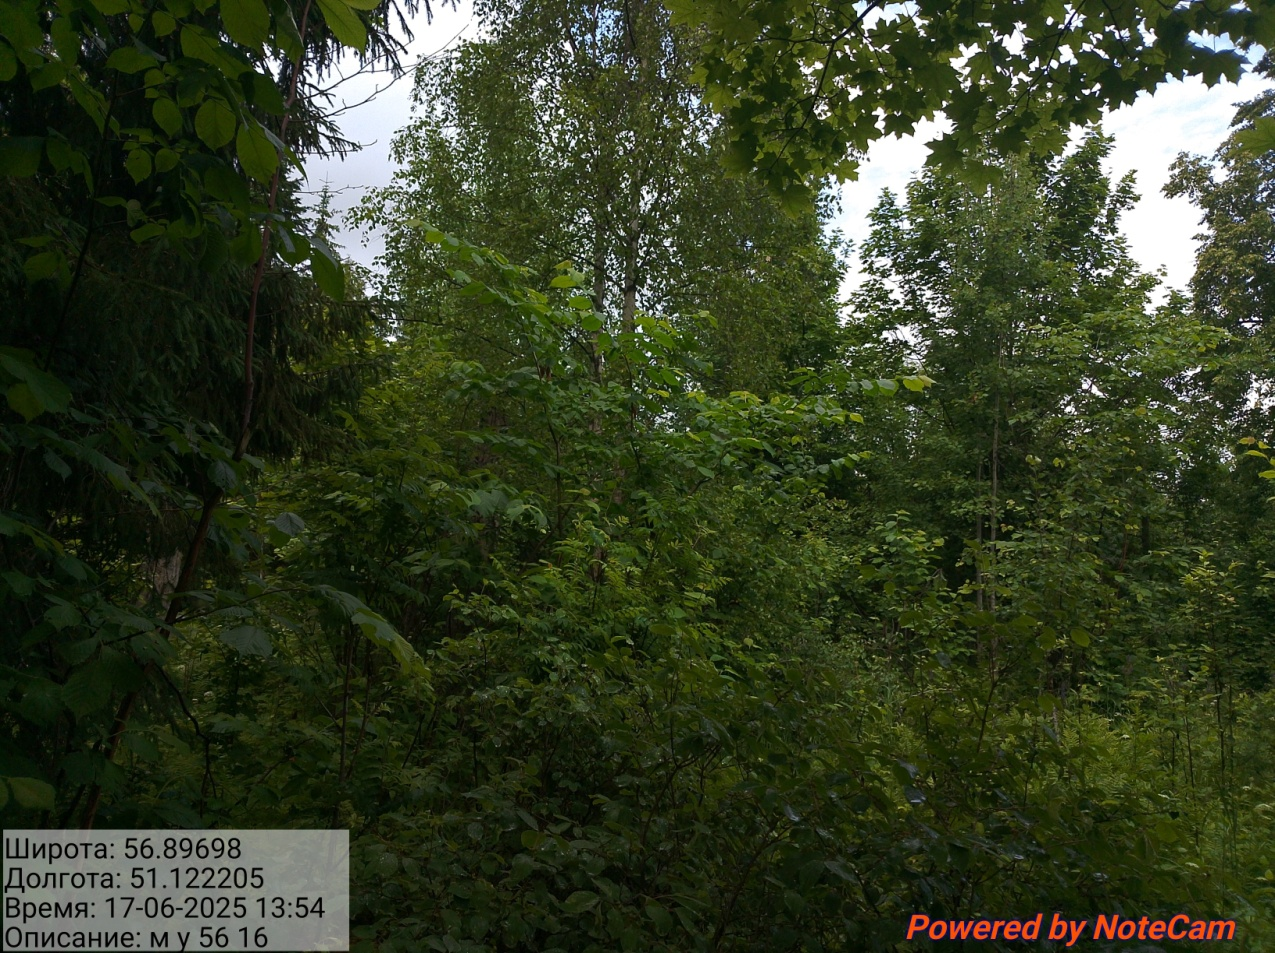 Широта: 56.89698
Долгота: 51.122205
Время: 17-06-2025 13:54
Описание: м у 56 16
Powered by NoteCam